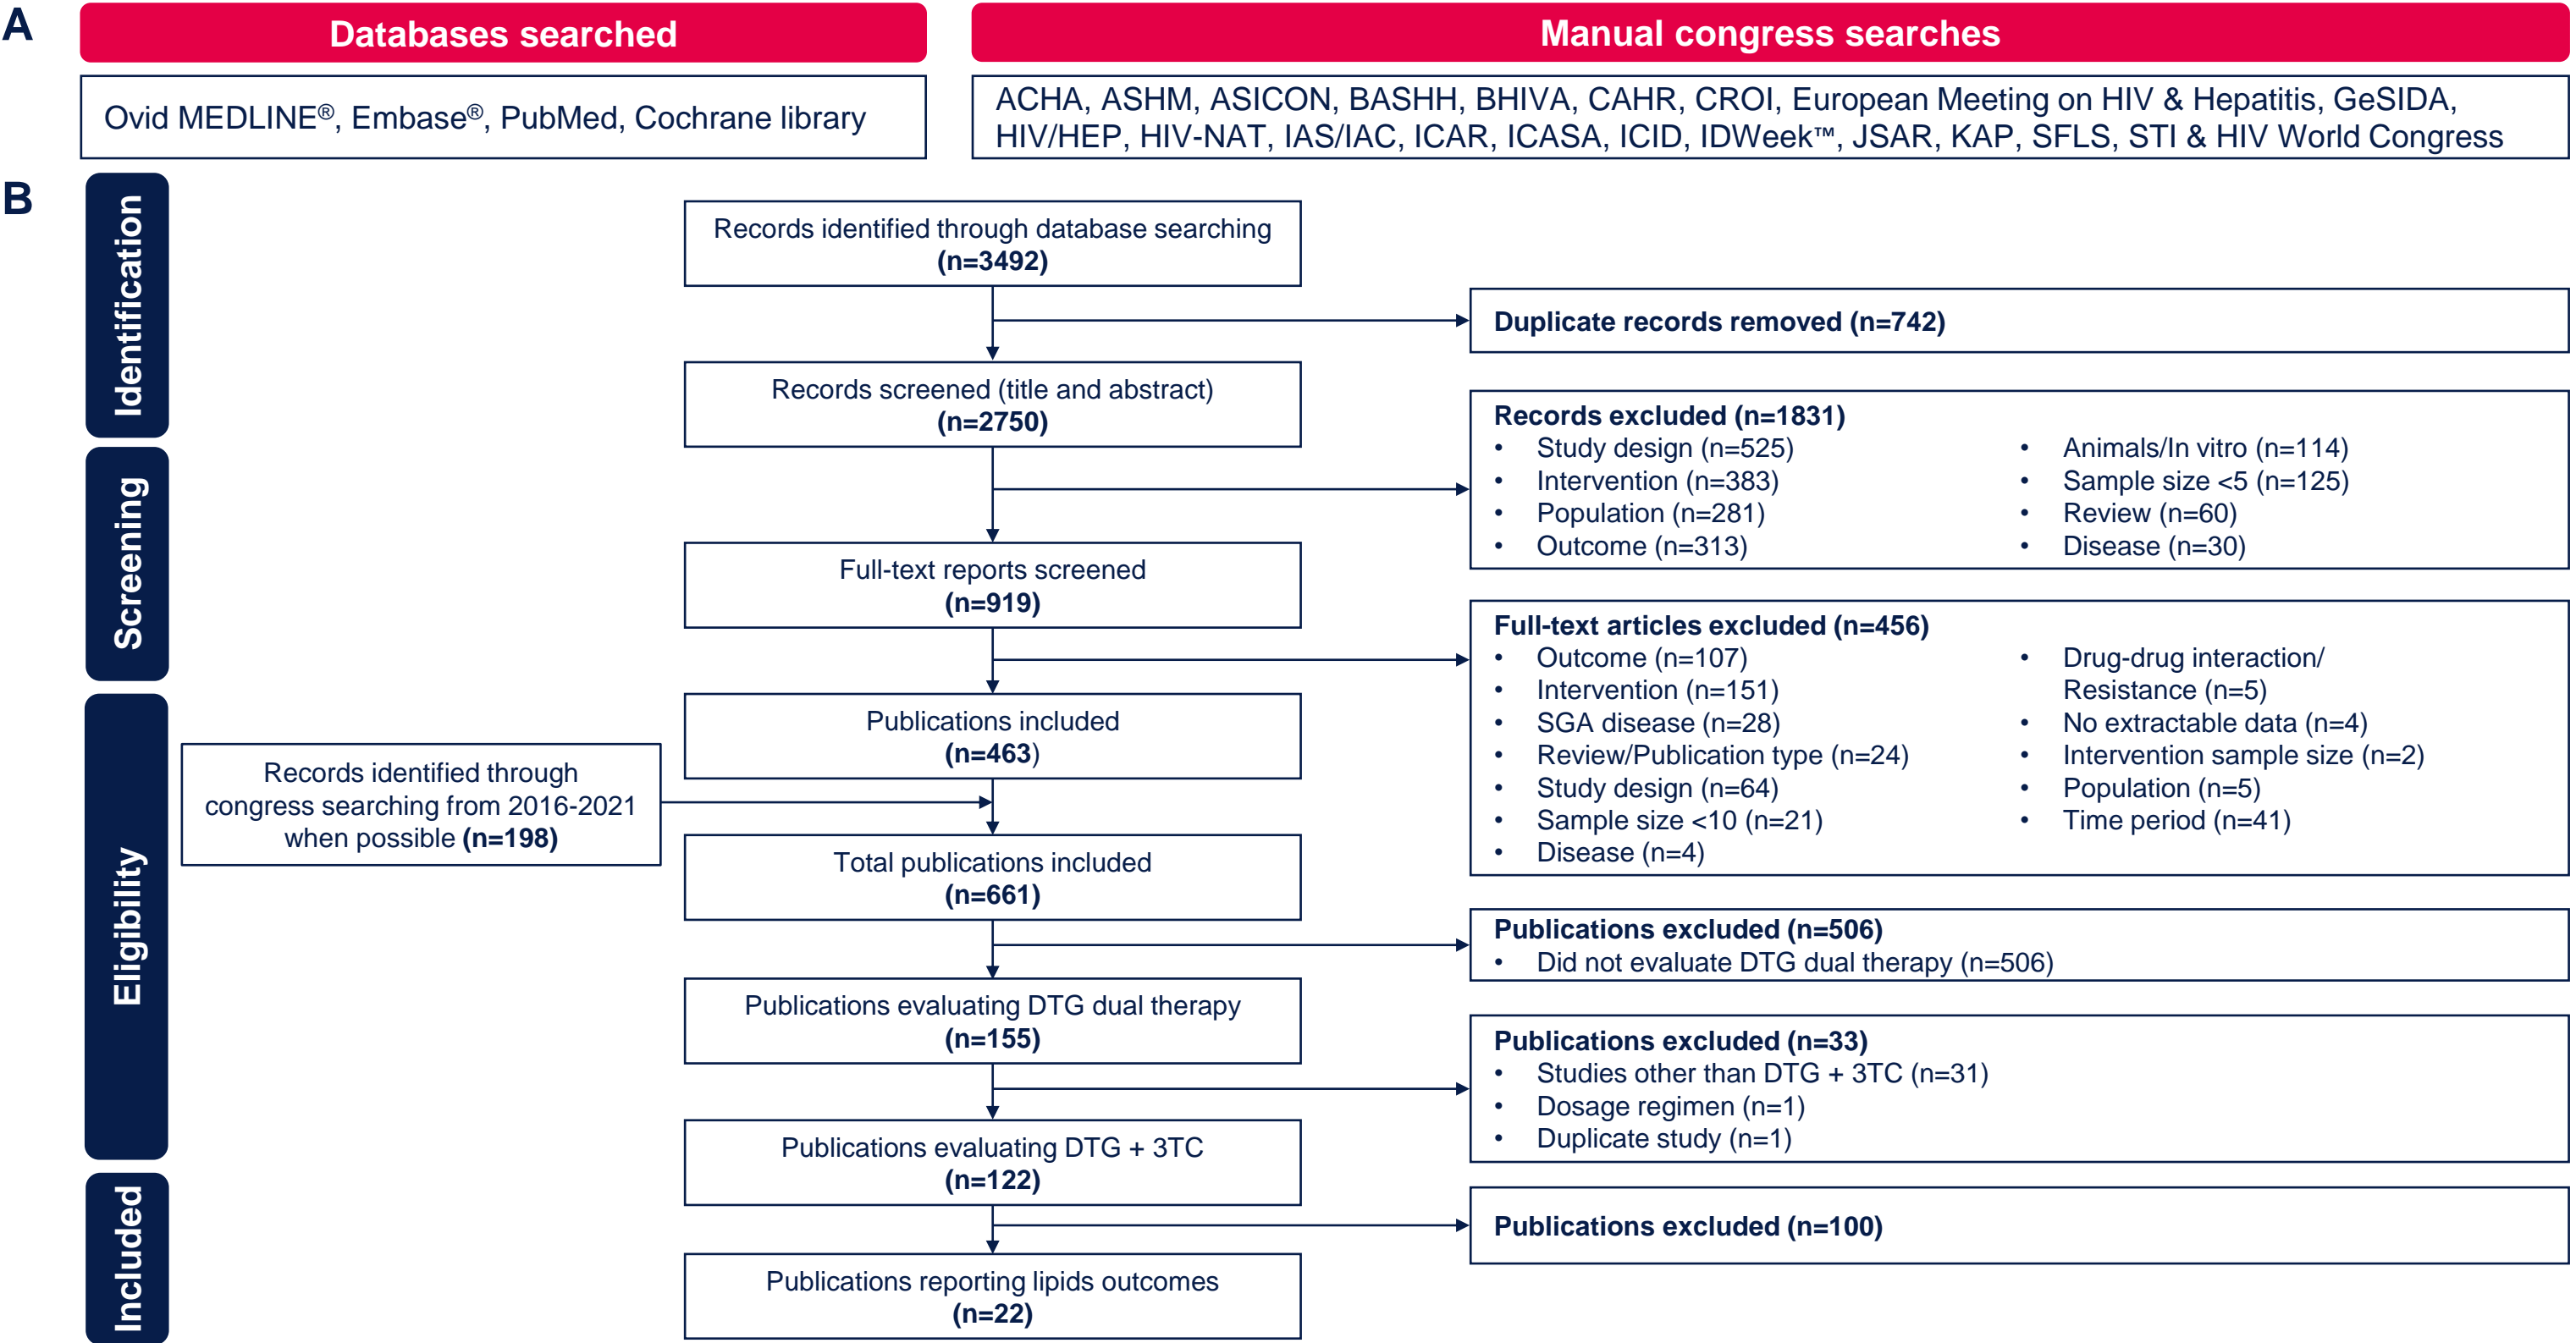 A
Databases searched
Manual congress searches
Ovid MEDLINE®, Embase®, PubMed, Cochrane library
ACHA, ASHM, ASICON, BASHH, BHIVA, CAHR, CROI, European Meeting on HIV & Hepatitis, GeSIDA,
HIV/HEP, HIV-NAT, IAS/IAC, ICAR, ICASA, ICID, IDWeek™, JSAR, KAP, SFLS, STI & HIV World Congress
B
Identification
Records identified through database searching
(n=3492)
Duplicate records removed (n=742)
Records screened (title and abstract)
(n=2750)
Screening
Records excluded (n=1831)
• Study design (n=525)
• Intervention (n=383)
• Population (n=281)
• Outcome (n=313)
• Animals/In vitro (n=114)
• Sample size <5 (n=125)
• Review (n=60)
• Disease (n=30)
Full-text reports screened
(n=919)
Full-text articles excluded (n=456)
• Outcome (n=107)
• Intervention (n=151)
• SGA disease (n=28)
• Review/Publication type (n=24)
• Study design (n=64)
• Sample size <10 (n=21)
• Disease (n=4)
• Drug-drug interaction/
Resistance (n=5)
• No extractable data (n=4)
• Intervention sample size (n=2)
• Population (n=5)
• Time period (n=41)
Eligibility
Publications included
(n=463)
Records identified through
congress searching from 2016-2021
when possible (n=198)
Total publications included
(n=661)
Publications excluded (n=506)
• Did not evaluate DTG dual therapy (n=506)
Publications evaluating DTG dual therapy
(n=155)
Publications excluded (n=33)
• Studies other than DTG + 3TC (n=31)
• Dosage regimen (n=1)
• Duplicate study (n=1)
Publications evaluating DTG + 3TC
(n=122)
Included
Publications excluded (n=100)
Publications reporting lipids outcomes
(n=22)